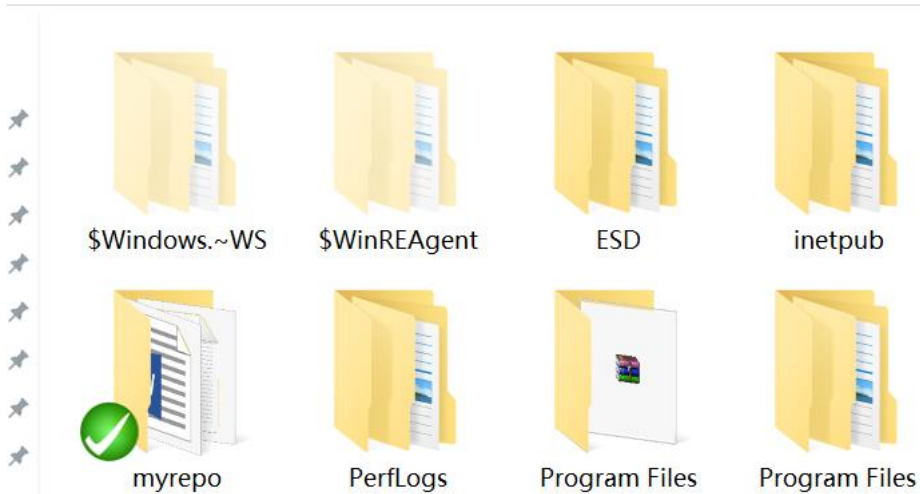 $Windows.~WS
$WinREAgent
ESD
inetpub
myrepo
PerfLogs
Program Files
Program Files